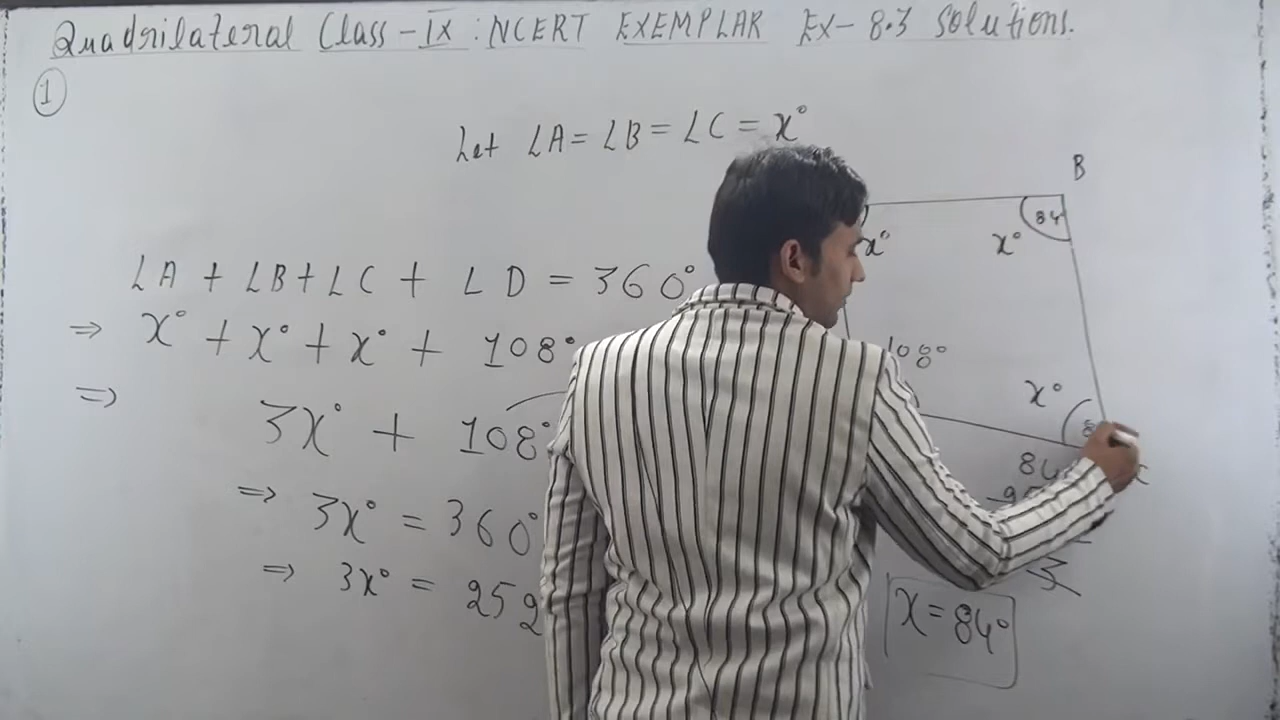 Quadrilateral Class-IX : NCERT EXEMPLAR EX-8.3 Solutions.
1
Let ∠A = ∠B = ∠C = x°
B
84
x° x°
∠A + ∠B + ∠C + ∠D = 360°
⇒ x° + x° + x° + 108°
108°
⇒ 3x° + 108°
x°
84
⇒ 3x° = 360°
⇒ 3x° = 252
3
x = 84°